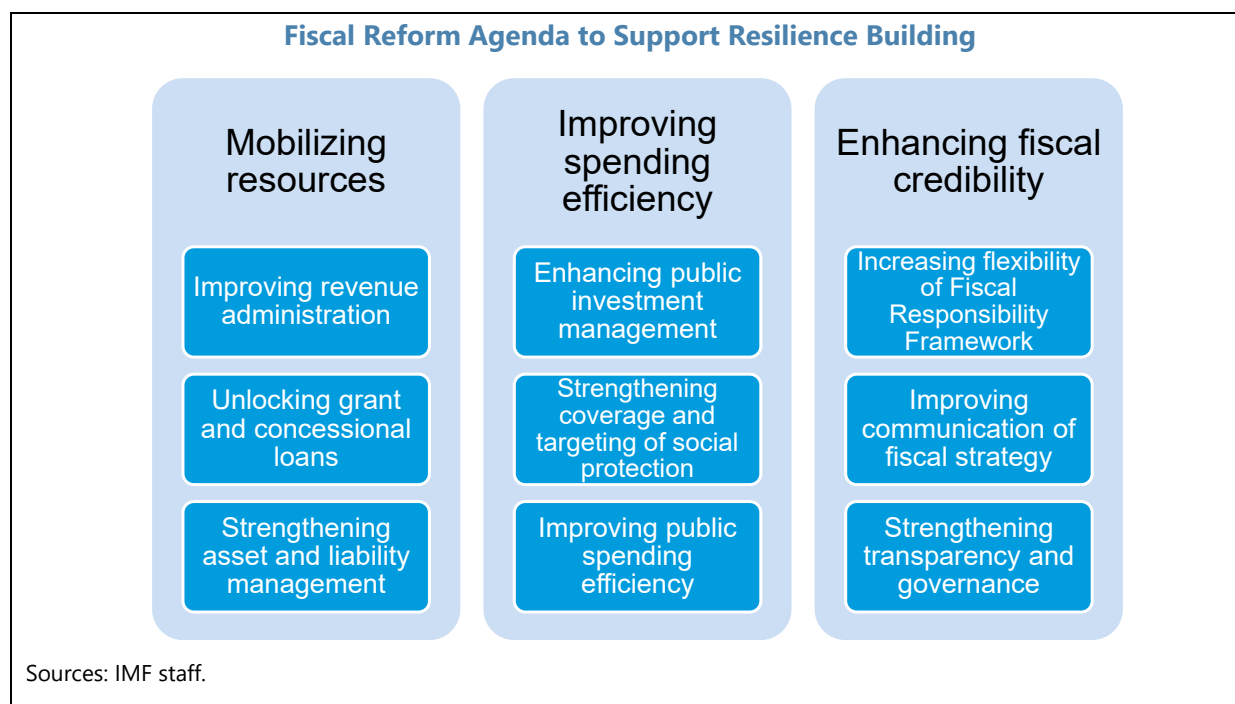 Fiscal Reform Agenda to Support Resilience Building
Mobilizing
resources
Improving revenue
administration
Unlocking grant
and concessional
loans
Strengthening
asset and liability
management
Improving
spending
efficiency
Enhancing public
investment
management
Strengthening
coverage and
targeting of social
protection
Improving public
spending
efficiency
Enhancing fiscal
credibility
Increasing flexibility
of Fiscal
Responsibility
Framework
Improving
communication of
fiscal strategy
Strengthening
transparency and
governance
Sources: IMF staff.